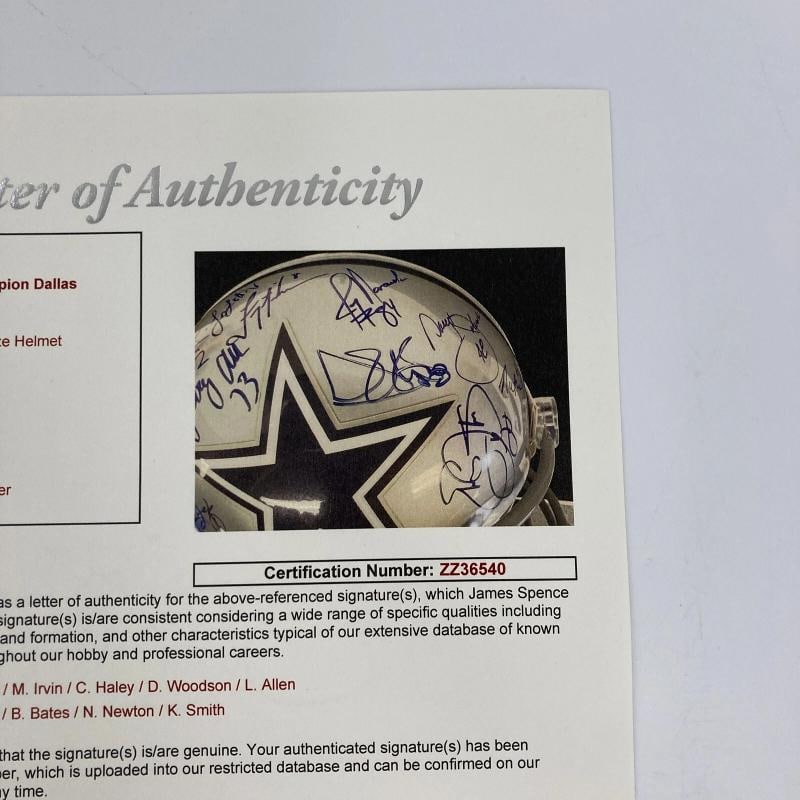 ter of Authenticity
pion Dallas
ze Helmet
er
73
#84
Certification Number: ZZ36540
as a letter of authenticity for the above-referenced signature(s), which James Spence
signature(s) is/are consistent considering a wide range of specific qualities including
and formation, and other characteristics typical of our extensive database of known
ghout our hobby and professional careers.
/ M. Irvin / C. Haley / D. Woodson / L. Allen
/ B. Bates / N. Newton / K. Smith
that the signature(s) is/are genuine. Your authenticated signature(s) has been
ber, which is uploaded into our restricted database and can be confirmed on our
ny time.